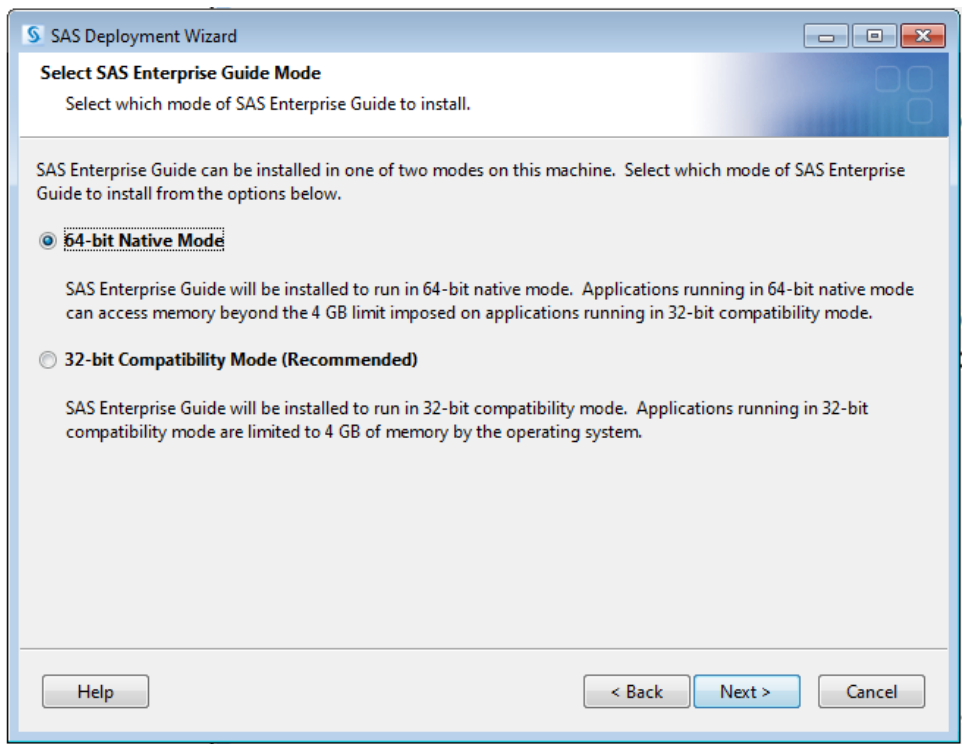 SAS Deployment Wizard
Select SAS Enterprise Guide Mode
Select which mode of SAS Enterprise Guide to install.
SAS Enterprise Guide can be installed in one of two modes on this machine.  Select which mode of SAS Enterprise
Guide to install from the options below.
64-bit Native Mode
SAS Enterprise Guide will be installed to run in 64-bit native mode.  Applications running in 64-bit native mode
can access memory beyond the 4 GB limit imposed on applications running in 32-bit compatibility mode.
32-bit Compatibility Mode (Recommended)
SAS Enterprise Guide will be installed to run in 32-bit compatibility mode.  Applications running in 32-bit
compatibility mode are limited to 4 GB of memory by the operating system.
Help
< Back
Next >
Cancel